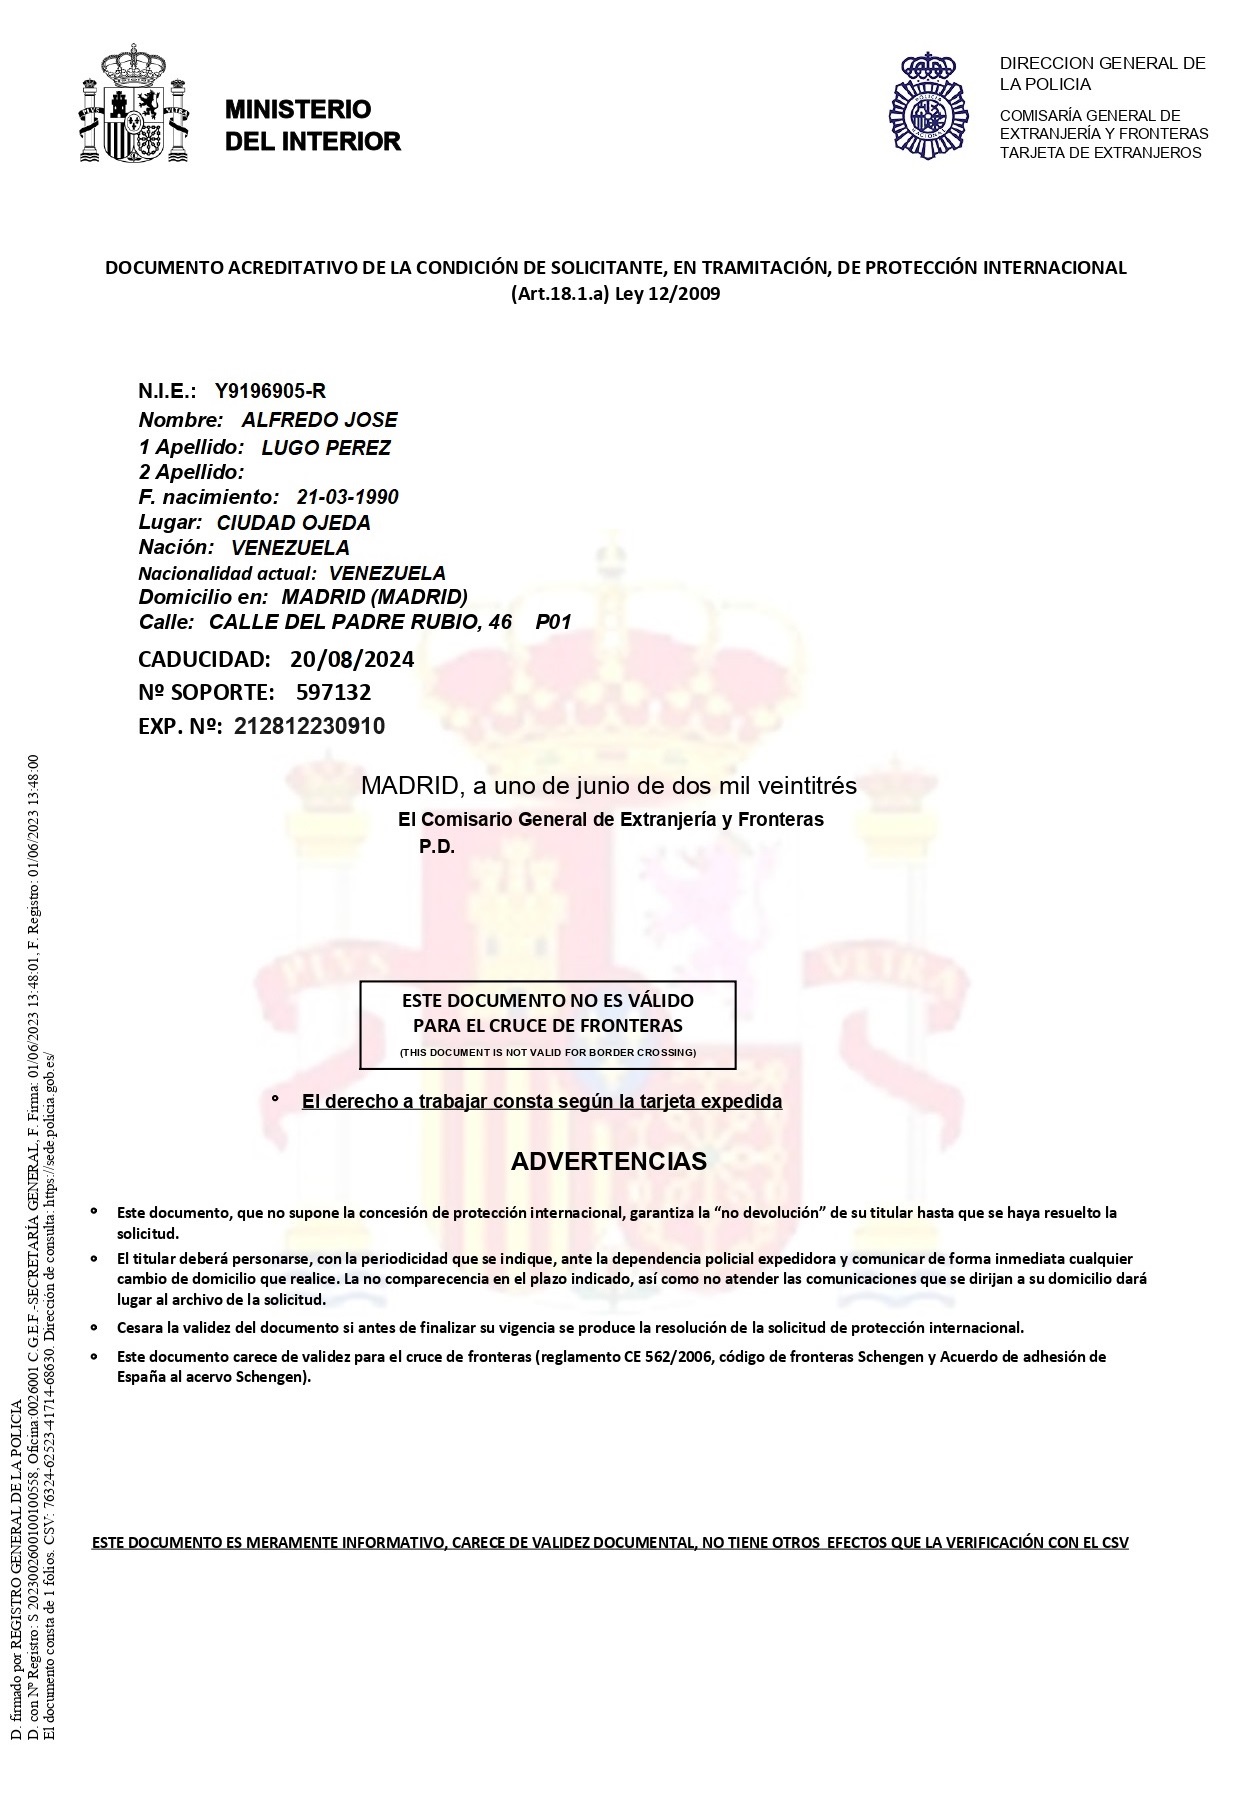 MINISTERIO
DEL INTERIOR
DIRECCION GENERAL DE
LA POLICIA
COMISARÍA GENERAL DE
EXTRANJERÍA Y FRONTERAS
TARJETA DE EXTRANJEROS
DOCUMENTO ACREDITATIVO DE LA CONDICIÓN DE SOLICITANTE, EN TRAMITACIÓN, DE PROTECCIÓN INTERNACIONAL
(Art.18.1.a) Ley 12/2009
N.I.E.: Y9196905-R
Nombre: ALFREDO JOSE
1 Apellido: LUGO PEREZ
2 Apellido:
F. nacimiento: 21-03-1990
Lugar: CIUDAD OJEDA
Nación: VENEZUELA
Nacionalidad actual: VENEZUELA
Domicilio en: MADRID (MADRID)
Calle: CALLE DEL PADRE RUBIO, 46 P01
CADUCIDAD: 20/08/2024
Nº SOPORTE: 597132
EXP. Nº: 212812230910
MADRID, a uno de junio de dos mil veintitrés
El Comisario General de Extranjería y Fronteras
P.D.
PLVS VLTRA
ESTE DOCUMENTO NO ES VÁLIDO
PARA EL CRUCE DE FRONTERAS
(THIS DOCUMENT IS NOT VALID FOR BORDER CROSSING)
° El derecho a trabajar consta según la tarjeta expedida
ADVERTENCIAS
° Este documento, que no supone la concesión de protección internacional, garantiza la “no devolución” de su titular hasta que se haya resuelto la
solicitud.
° El titular deberá personarse, con la periodicidad que se indique, ante la dependencia policial expedidora y comunicar de forma inmediata cualquier
cambio de domicilio que realice. La no comparecencia en el plazo indicado, así como no atender las comunicaciones que se dirijan a su domicilio dará
lugar al archivo de la solicitud.
° Cesara la validez del documento si antes de finalizar su vigencia se produce la resolución de la solicitud de protección internacional.
° Este documento carece de validez para el cruce de fronteras (reglamento CE 562/2006, código de fronteras Schengen y Acuerdo de adhesión de
España al acervo Schengen).
ESTE DOCUMENTO ES MERAMENTE INFORMATIVO, CARECE DE VALIDEZ DOCUMENTAL, NO TIENE OTROS EFECTOS QUE LA VERIFICACIÓN CON EL CSV
D. firmado por REGISTRO GENERAL DE LA POLICIA
D. con Nº Registro: S 202300260001001000558, Oficina:0026001 C.G.E.F.-SECRETARÍA GENERAL, F. Firma: 01/06/2023 13:48:01, F. Registro: 01/06/2023 13:48:00
El documento consta de 1 folios. CSV: 76324-62523-41714-68630. Dirección de consulta: https://sede.policia.gob.es/